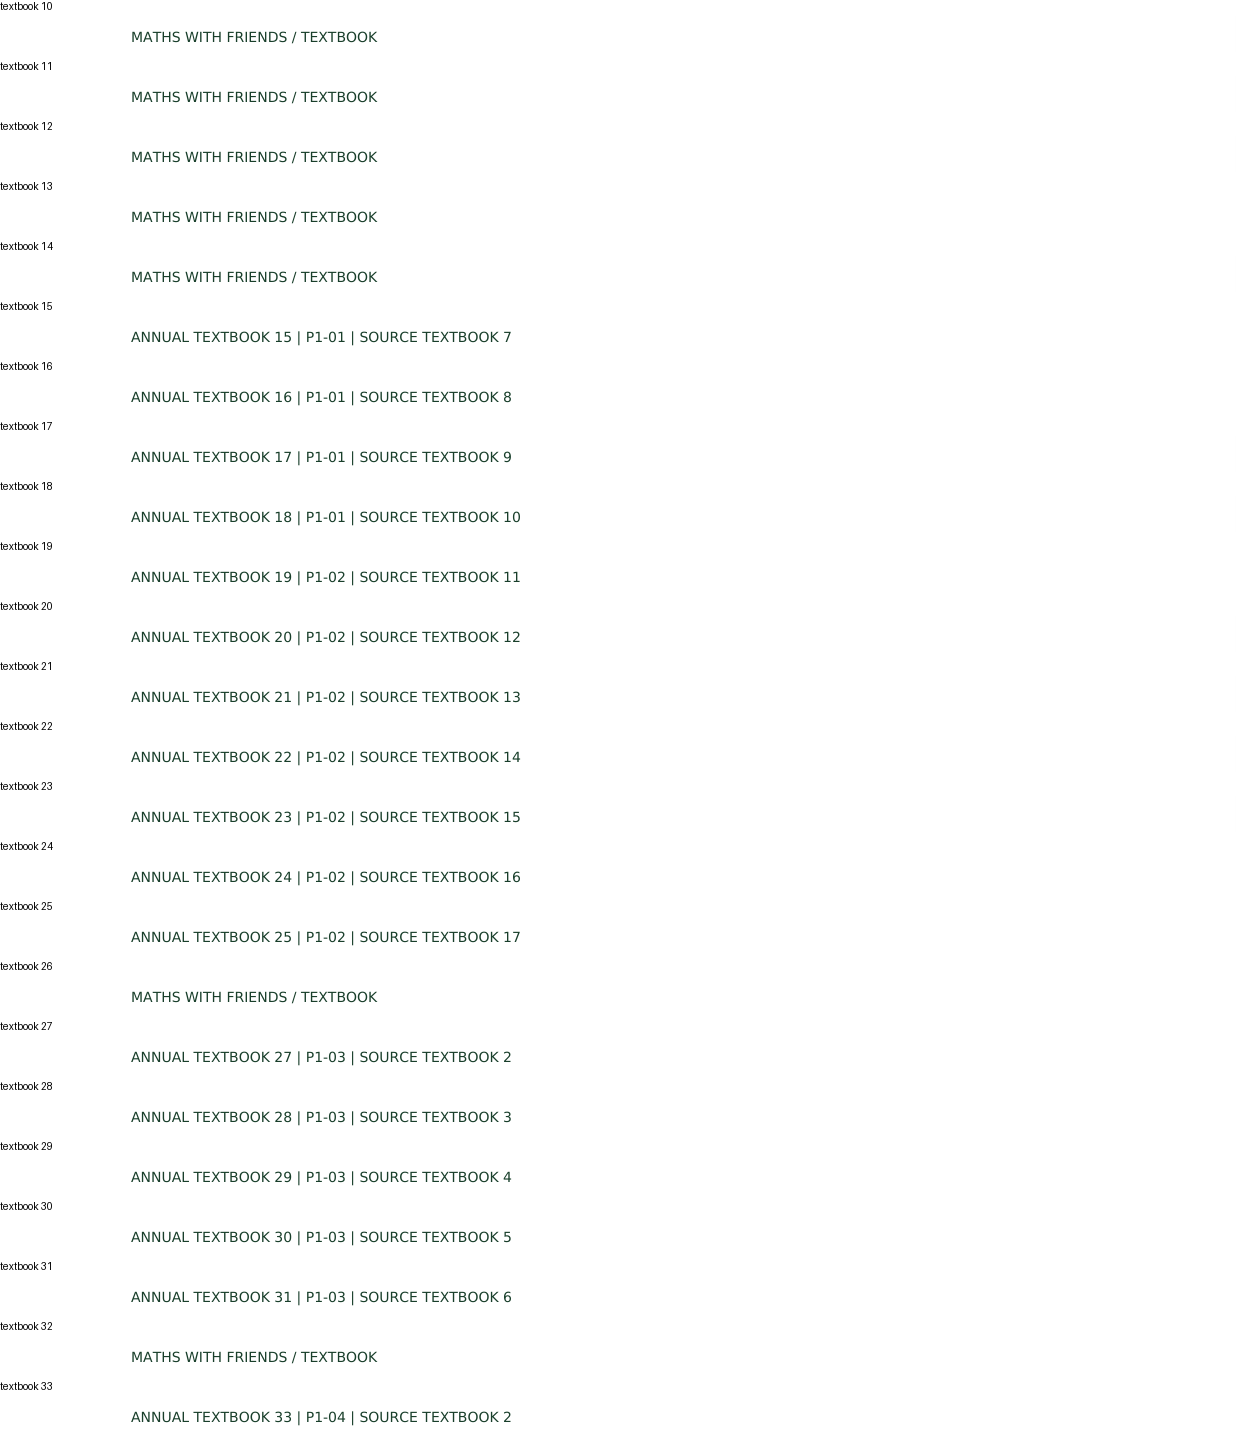 textbook 10
MATHS WITH FRIENDS / TEXTBOOK
textbook 11
MATHS WITH FRIENDS / TEXTBOOK
textbook 12
MATHS WITH FRIENDS / TEXTBOOK
textbook 13
MATHS WITH FRIENDS / TEXTBOOK
textbook 14
MATHS WITH FRIENDS / TEXTBOOK
textbook 15
ANNUAL TEXTBOOK 15 | P1-01 | SOURCE TEXTBOOK 7
textbook 16
ANNUAL TEXTBOOK 16 | P1-01 | SOURCE TEXTBOOK 8
textbook 17
ANNUAL TEXTBOOK 17 | P1-01 | SOURCE TEXTBOOK 9
textbook 18
ANNUAL TEXTBOOK 18 | P1-01 | SOURCE TEXTBOOK 10
textbook 19
ANNUAL TEXTBOOK 19 | P1-02 | SOURCE TEXTBOOK 11
textbook 20
ANNUAL TEXTBOOK 20 | P1-02 | SOURCE TEXTBOOK 12
textbook 21
ANNUAL TEXTBOOK 21 | P1-02 | SOURCE TEXTBOOK 13
textbook 22
ANNUAL TEXTBOOK 22 | P1-02 | SOURCE TEXTBOOK 14
textbook 23
ANNUAL TEXTBOOK 23 | P1-02 | SOURCE TEXTBOOK 15
textbook 24
ANNUAL TEXTBOOK 24 | P1-02 | SOURCE TEXTBOOK 16
textbook 25
ANNUAL TEXTBOOK 25 | P1-02 | SOURCE TEXTBOOK 17
textbook 26
MATHS WITH FRIENDS / TEXTBOOK
textbook 27
ANNUAL TEXTBOOK 27 | P1-03 | SOURCE TEXTBOOK 2
textbook 28
ANNUAL TEXTBOOK 28 | P1-03 | SOURCE TEXTBOOK 3
textbook 29
ANNUAL TEXTBOOK 29 | P1-03 | SOURCE TEXTBOOK 4
textbook 30
ANNUAL TEXTBOOK 30 | P1-03 | SOURCE TEXTBOOK 5
textbook 31
ANNUAL TEXTBOOK 31 | P1-03 | SOURCE TEXTBOOK 6
textbook 32
MATHS WITH FRIENDS / TEXTBOOK
textbook 33
ANNUAL TEXTBOOK 33 | P1-04 | SOURCE TEXTBOOK 2